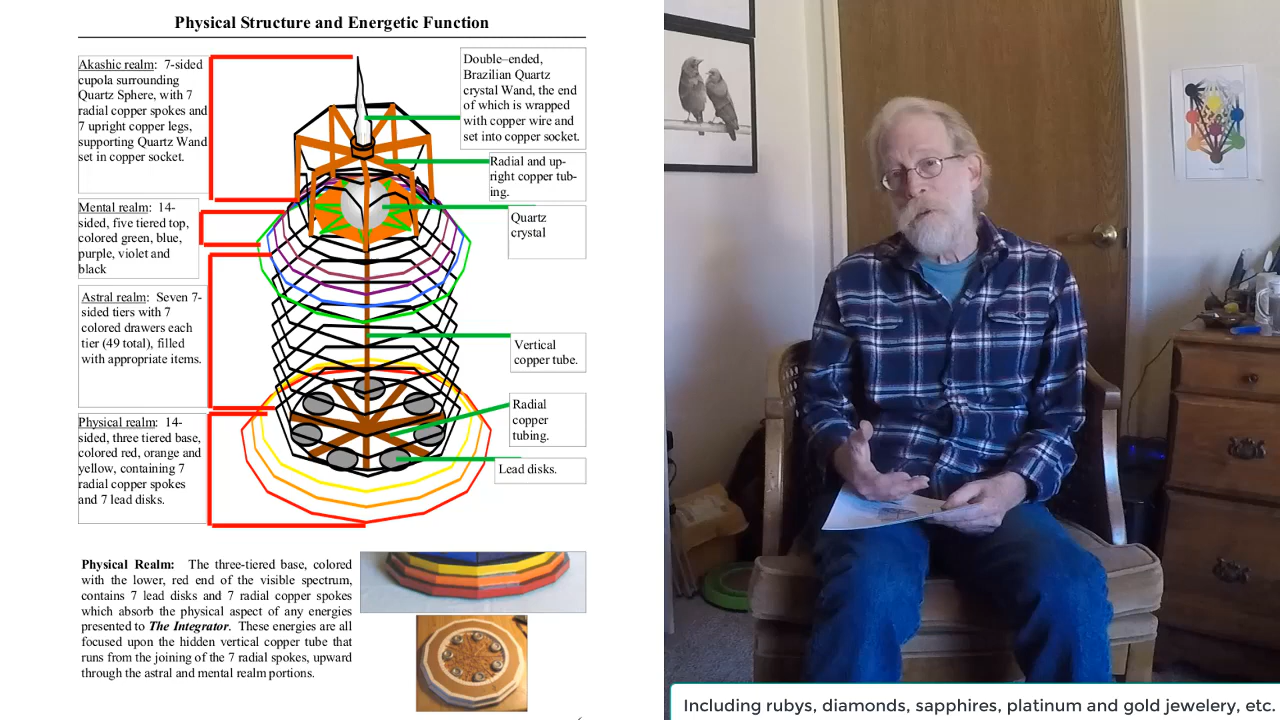 Physical Structure and Energetic Function
Akashic realm: 7-sided
cupola surrounding
Quartz Sphere, with 7
radial copper spokes and
7 upright copper legs,
supporting Quartz Wand
set in copper socket.
Mental realm: 14-
sided, five tiered top,
colored green, blue,
purple, violet and
black
Astral realm: Seven 7-
sided tiers with 7
colored drawers each
tier (49 total), filled
with appropriate items.
Physical realm: 14-
sided, three tiered base,
colored red, orange and
yellow, containing 7
radial copper spokes
and 7 lead disks.
Double–ended,
Brazilian Quartz
crystal Wand, the end
of which is wrapped
with copper wire and
set into copper socket.
Radial and up-
right copper tub-
ing.
Quartz
crystal
Vertical
copper tube.
Radial
copper
tubing.
Lead disks.
Physical Realm: The three-tiered base, colored
with the lower, red end of the visible spectrum,
contains 7 lead disks and 7 radial copper spokes
which absorb the physical aspect of any energies
presented to The Integrator. These energies are all
focused upon the hidden vertical copper tube that
runs from the joining of the 7 radial spokes, upward
through the astral and mental realm portions.
Including rubys, diamonds, sapphires, platinum and gold jewelery, etc.